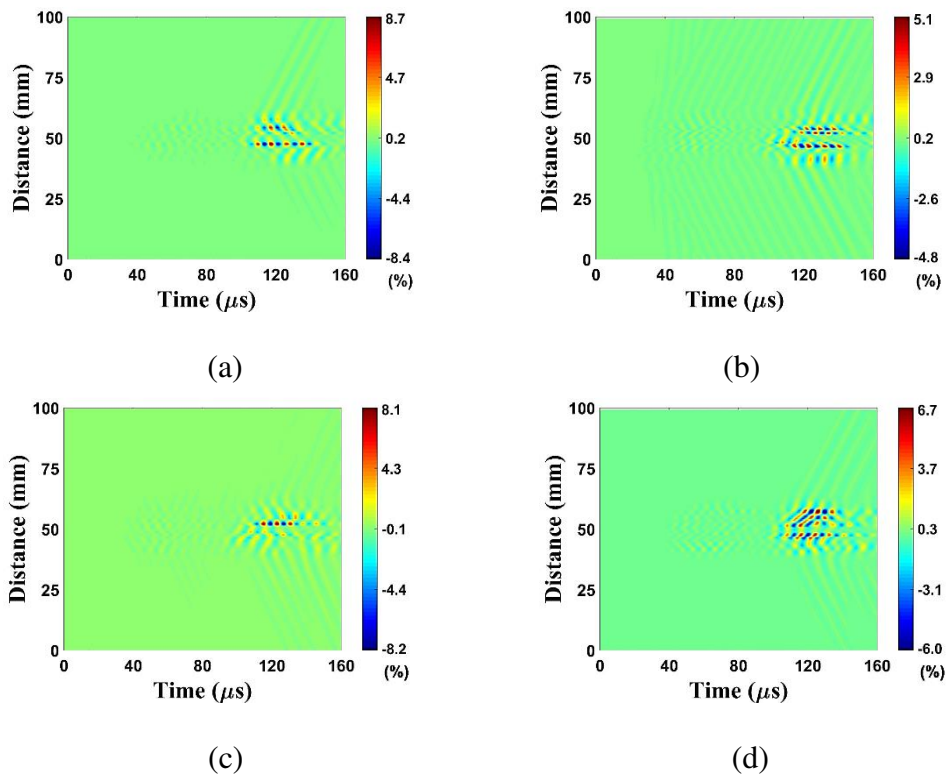 100 8.7 100 5.1
75 4.7 75 2.9
50 0.2 50 0.2
25 -4.4 25 -2.6
0 -8.4 0 -4.8
Distance (mm) Distance (mm)
0 40 80 120 160 (%) 0 40 80 120 160 (%)
Time (μs) Time (μs)
(a) (b)
100 8.1 100 6.7
75 4.3 75 3.7
50 -0.1 50 0.3
25 -4.4 25 -3.1
0 -8.2 0 -6.0
Distance (mm) Distance (mm)
0 40 80 120 160 (%) 0 40 80 120 160 (%)
Time (μs) Time (μs)
(c) (d)